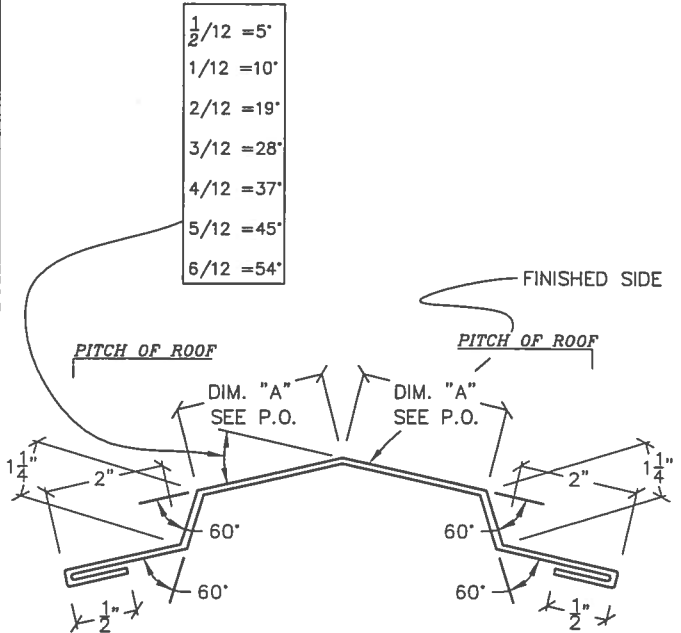 1/2/12 =5°
1/12 =10°
2/12 =19°
3/12 =28°
4/12 =37°
5/12 =45°
6/12 =54°
FINISHED SIDE
PITCH OF ROOF
PITCH OF ROOF
DIM. "A"
SEE P.O.
DIM. "A"
SEE P.O.
1 1/4"
2"
2"
1 1/4"
60°
60°
60°
60°
1/2"
1/2"